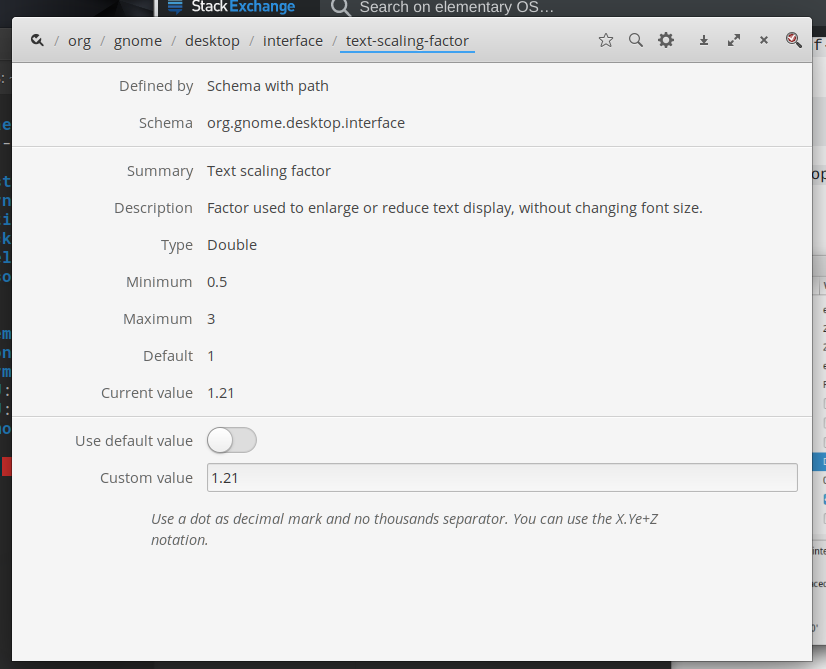 StackExchange
Search on elementary OS...
org / gnome / desktop / interface / text-scaling-factor
Defined by Schema with path
Schema org.gnome.desktop.interface
Summary Text scaling factor
Description Factor used to enlarge or reduce text display, without changing font size.
Type Double
Minimum 0.5
Maximum 3
Default 1
Current value 1.21
Use default value
Custom value 1.21
Use a dot as decimal mark and no thousands separator. You can use the X.Ye+Z
notation.